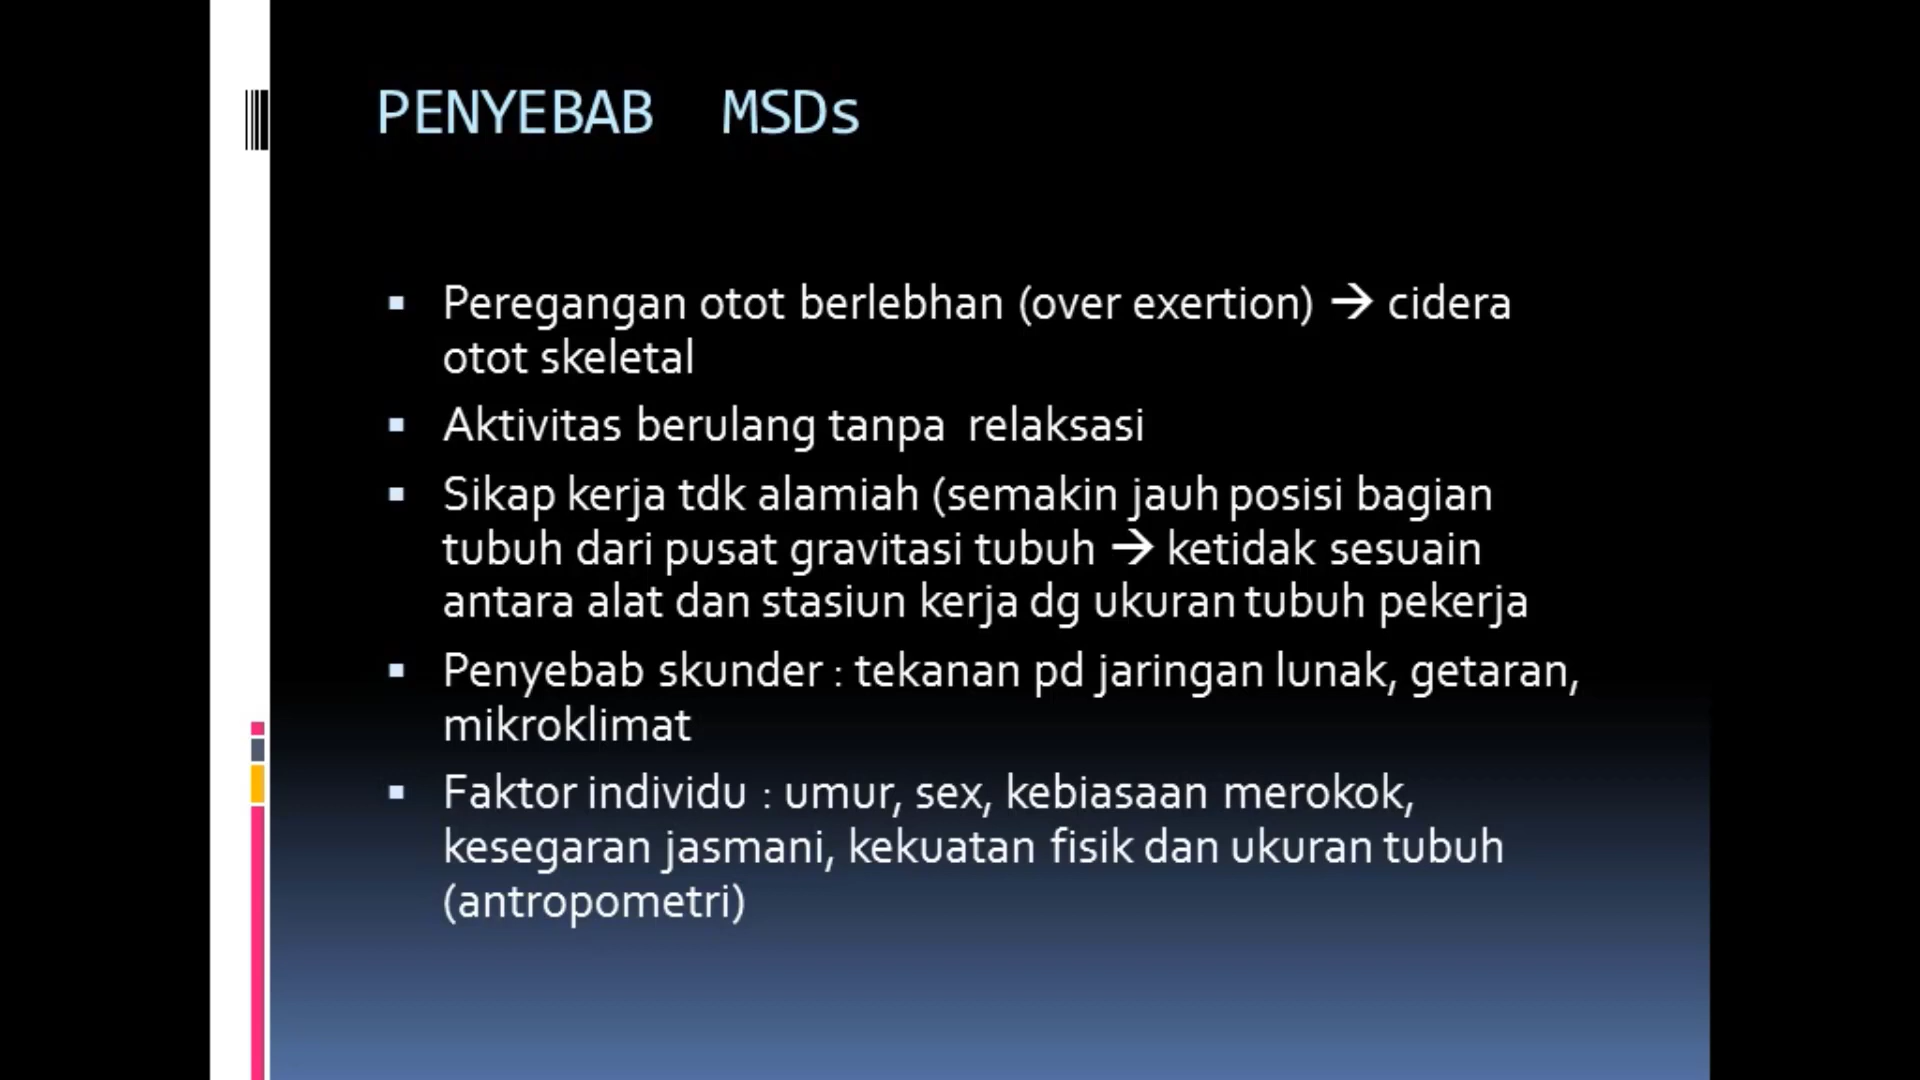 PENYEBAB MSDs
▪ Peregangan otot berlebhan (over exertion) → cidera
otot skeletal
▪ Aktivitas berulang tanpa relaksasi
▪ Sikap kerja tdk alamiah (semakin jauh posisi bagian
tubuh dari pusat gravitasi tubuh → ketidak sesuain
antara alat dan stasiun kerja dg ukuran tubuh pekerja
▪ Penyebab skunder : tekanan pd jaringan lunak, getaran,
mikroklimat
▪ Faktor individu : umur, sex, kebiasaan merokok,
kesegaran jasmani, kekuatan fisik dan ukuran tubuh
(antropometri)